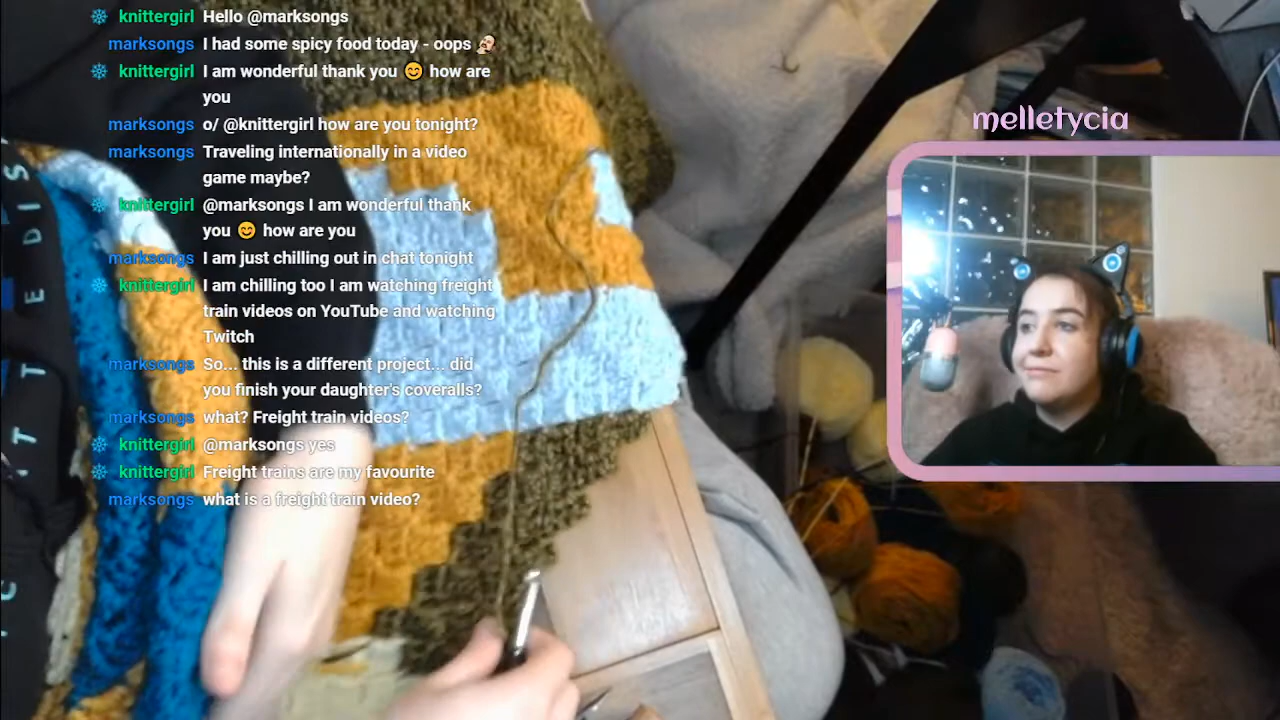 knittergirl Hello @marksongs
marksongs I had some spicy food today - oops
knittergirl I am wonderful thank you 😊 how are
you
marksongs o/ @knittergirl how are you tonight?
marksongs Traveling internationally in a video
game maybe?
knittergirl @marksongs I am wonderful thank
you 😊 how are you
marksongs I am just chilling out in chat tonight
knittergirl I am chilling too I am watching freight
train videos on YouTube and watching
Twitch
marksongs So... this is a different project... did
you finish your daughter's coveralls?
marksongs what? Freight train videos?
knittergirl @marksongs yes
knittergirl Freight trains are my favourite
marksongs what is a freight train video?
melletycia